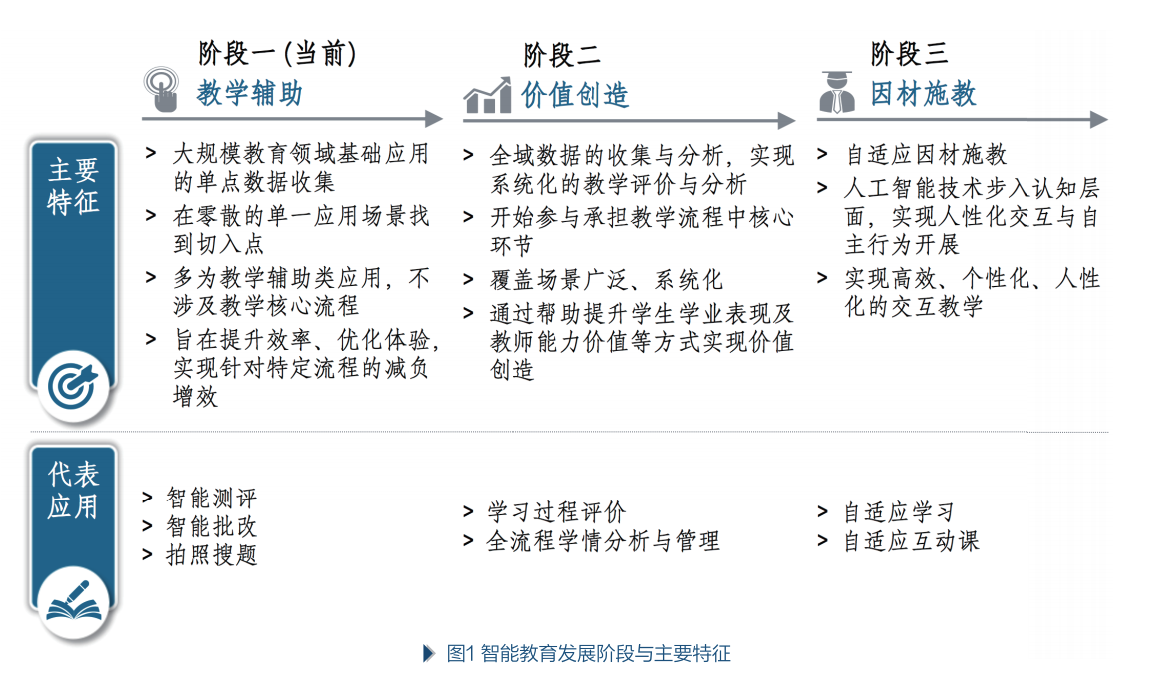 阶段一 (当前)
教学辅助
阶段二
价值创造
阶段三
因材施教
主要
特征
> 大规模教育领域基础应用
的单点数据收集
> 在零散的单一应用场景找
到切入点
> 多为教学辅助类应用，不
涉及教学核心流程
> 旨在提升效率、优化体验，
实现针对特定流程的减负
增效
> 全域数据的收集与分析，实现
系统化的教学评价与分析
> 开始参与承担教学流程中核心
环节
> 覆盖场景广泛、系统化
> 通过帮助提升学生学业表现及
教师能力价值等方式实现价值
创造
> 自适应因材施教
> 人工智能技术步入认知层
面，实现人性化交互与自
主行为开展
> 实现高效、个性化、人性
化的交互教学
代表
应用
> 智能测评
> 智能批改
> 拍照搜题
> 学习过程评价
> 全流程学情分析与管理
> 自适应学习
> 自适应互动课
图1 智能教育发展阶段与主要特征